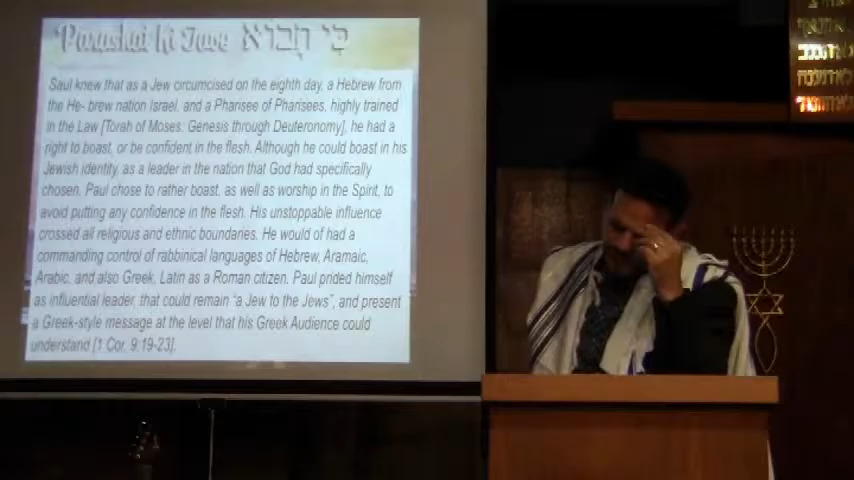 'Parashat Ki Tavo כִּי תָבוֹא
Saul knew that as a Jew circumcised on the eighth day, a Hebrew from
the He- brew nation Israel, and a Pharisee of Pharisees, highly trained
in the Law [Torah of Moses: Genesis through Deuteronomy], he had a
right to boast, or be confident in the flesh. Although he could boast in his
Jewish identity, as a leader in the nation that God had specifically
chosen. Paul chose to rather boast, as well as worship in the Spirit, to
avoid putting any confidence in the flesh. His unstoppable influence
crossed all religious and ethnic boundaries. He would of had a
commanding control of rabbinical languages of Hebrew, Aramaic,
Arabic, and also Greek, Latin as a Roman citizen. Paul prided himself
as influential leader, that could remain "a Jew to the Jews", and present
a Greek-style message at the level that his Greek Audience could
understand [1 Cor. 9:19-23].